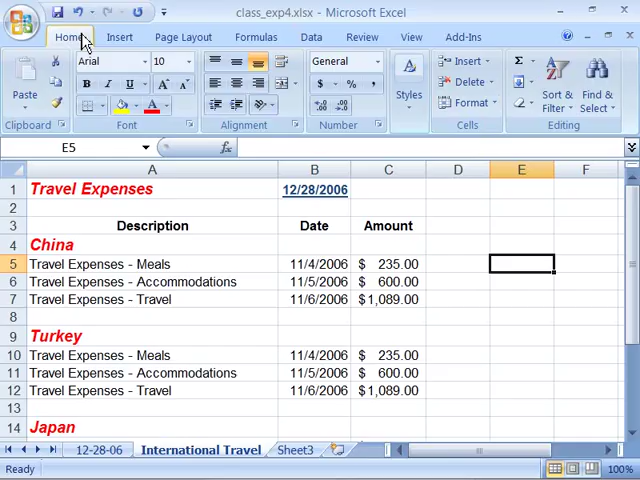 class_exp4.xlsx - Microsoft Excel
Home Insert Page Layout Formulas Data Review View Add-Ins
Paste
Arial 10
B I U A A
A
General
$ % ,
Styles
Insert
Delete
Format
Sort & Filter
Find & Select
Clipboard Font Alignment Number Cells Editing
E5 fx
A B C D E F
1 Travel Expenses 12/28/2006
2
3 Description Date Amount
4 China
5 Travel Expenses - Meals 11/4/2006 $ 235.00
6 Travel Expenses - Accommodations 11/5/2006 $ 600.00
7 Travel Expenses - Travel 11/6/2006 $1,089.00
8
9 Turkey
10 Travel Expenses - Meals 11/4/2006 $ 235.00
11 Travel Expenses - Accommodations 11/5/2006 $ 600.00
12 Travel Expenses - Travel 11/6/2006 $1,089.00
13
14 Japan
12-28-06 International Travel Sheet3
Ready 100%